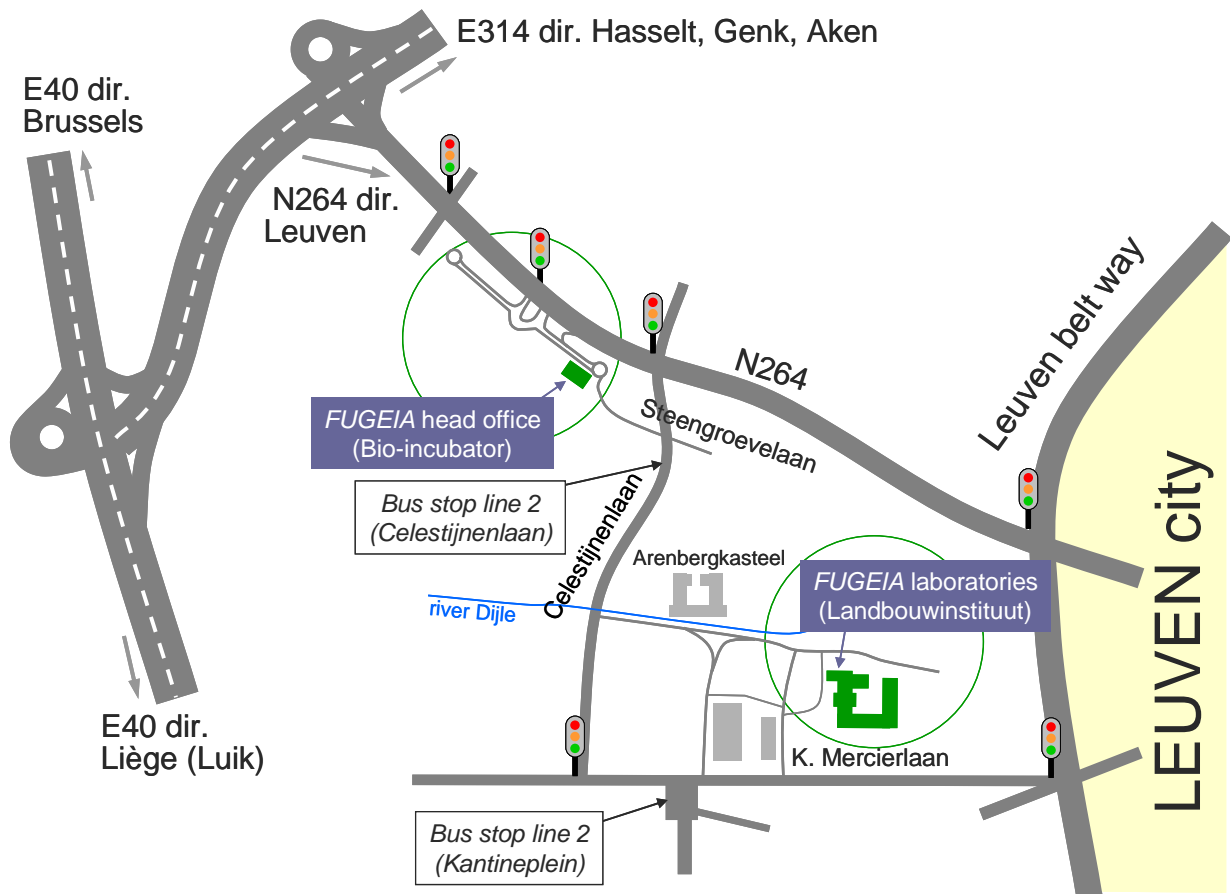 E314 dir. Hasselt, Genk, Aken
E40 dir.
Brussels
N264 dir.
Leuven
Leuven belt way
N264
FUGEIA head office
(Bio-incubator)
Steengroevelaan
Bus stop line 2
(Celestijnenlaan)
Celestijnenlaan
LEUVEN city
Arenbergkasteel
FUGEIA laboratories
(Landbouwinstituut)
river Dijle
E40 dir.
Liège (Luik)
K. Mercierlaan
Bus stop line 2
(Kantineplein)